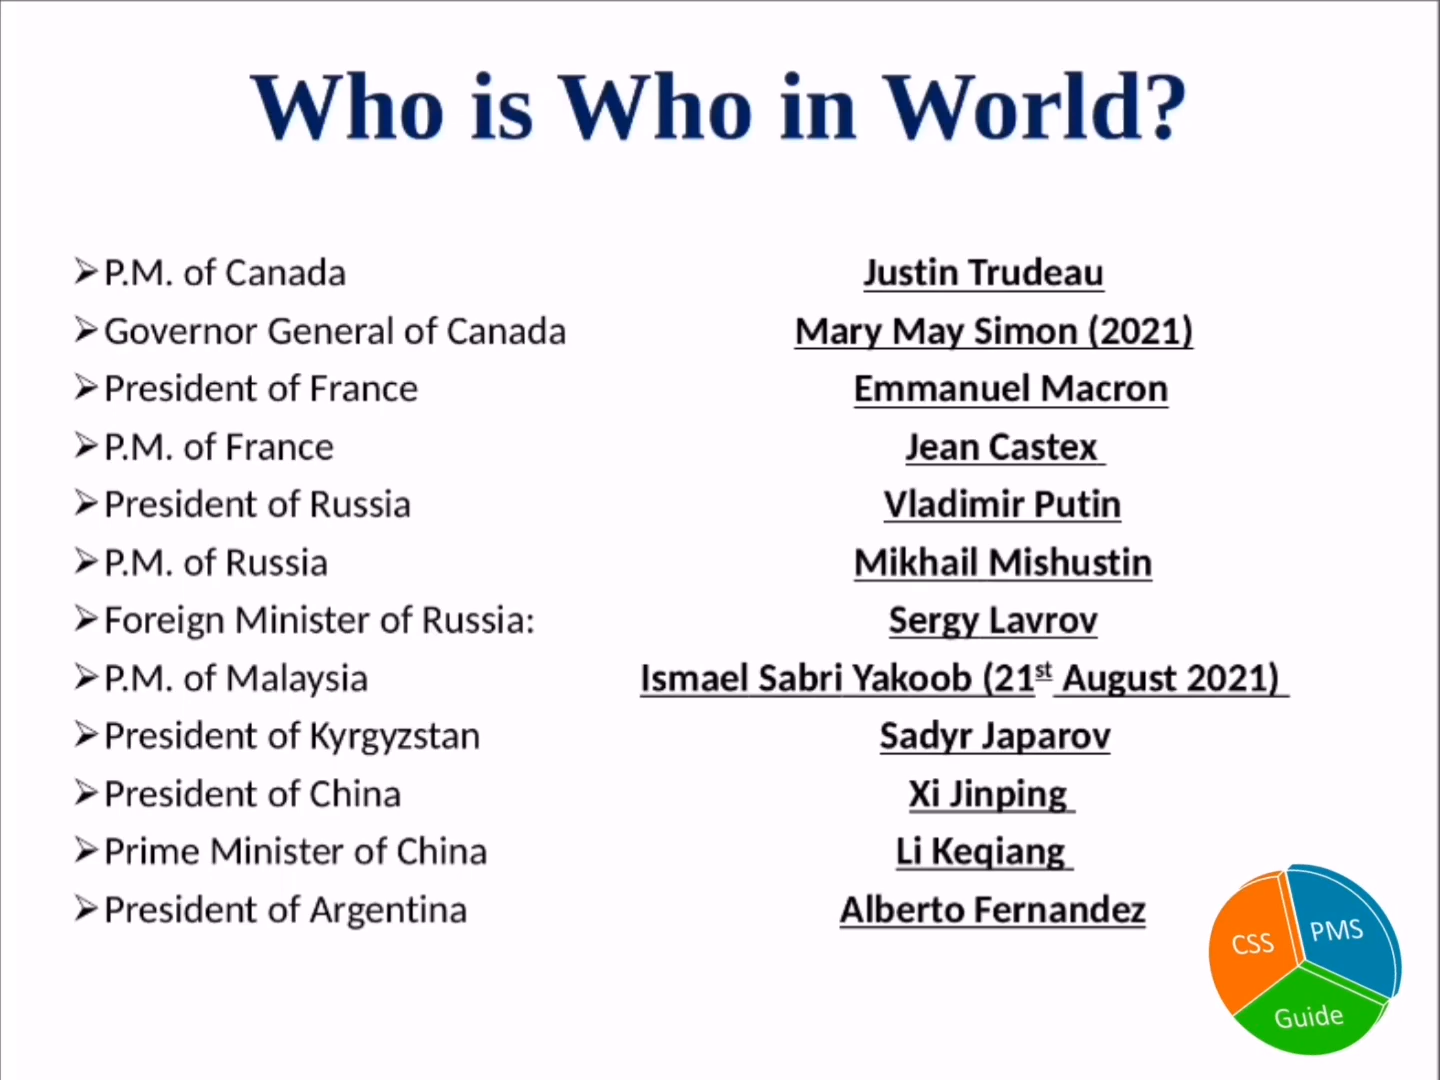 Who is Who in World?
➢P.M. of Canada Justin Trudeau
➢Governor General of Canada Mary May Simon (2021)
➢President of France Emmanuel Macron
➢P.M. of France Jean Castex
➢President of Russia Vladimir Putin
➢P.M. of Russia Mikhail Mishustin
➢Foreign Minister of Russia: Sergy Lavrov
➢P.M. of Malaysia Ismael Sabri Yakoob (21st August 2021)
➢President of Kyrgyzstan Sadyr Japarov
➢President of China Xi Jinping
➢Prime Minister of China Li Keqiang
➢President of Argentina Alberto Fernandez
CSS PMS
Guide